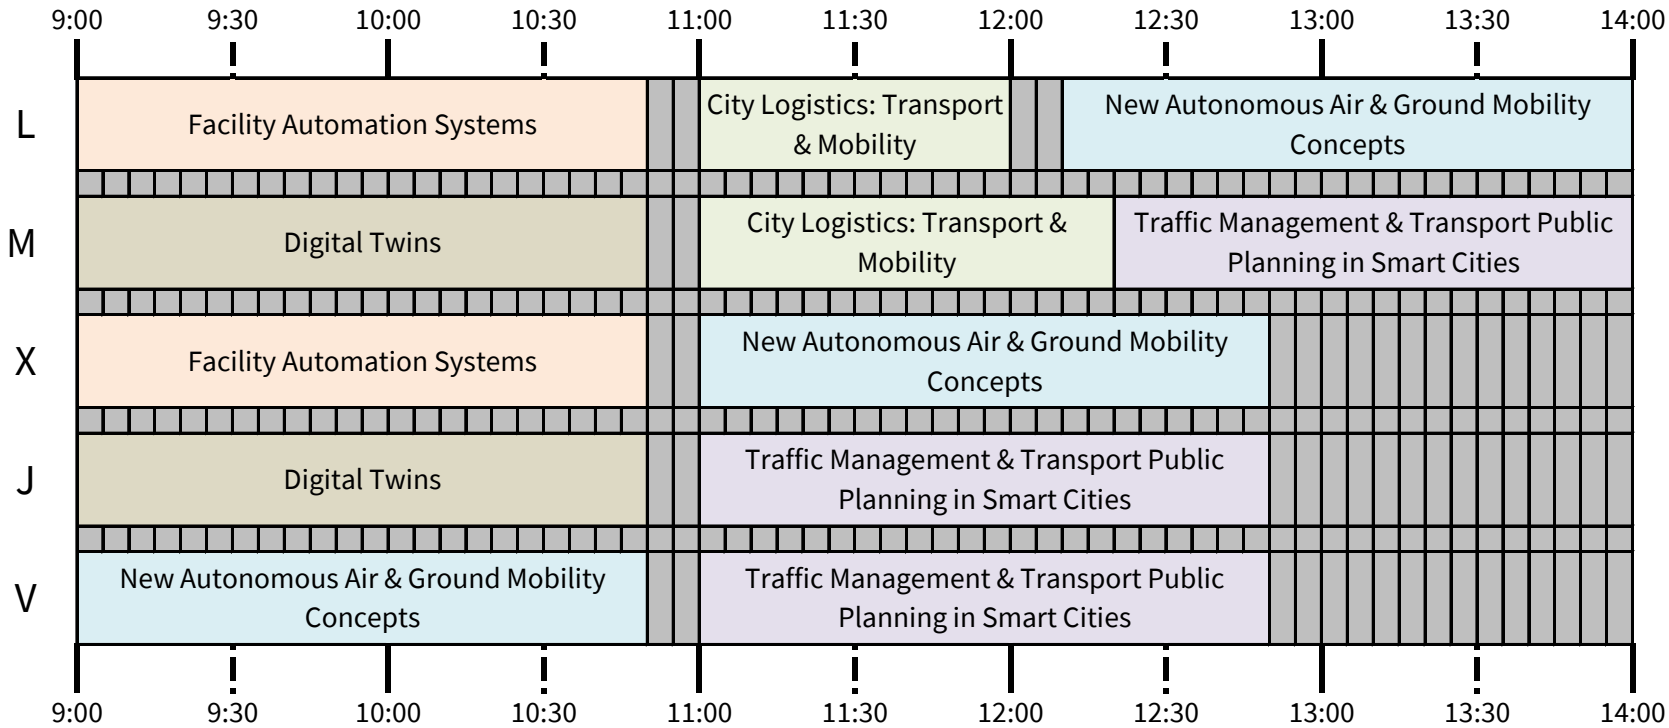 9:00 9:30 10:00 10:30 11:00 11:30 12:00 12:30 13:00 13:30 14:00
L
Facility Automation Systems
City Logistics: Transport
& Mobility
New Autonomous Air & Ground Mobility
Concepts
M
Digital Twins
City Logistics: Transport &
Mobility
Traffic Management & Transport Public
Planning in Smart Cities
X
Facility Automation Systems
New Autonomous Air & Ground Mobility
Concepts
J
Digital Twins
Traffic Management & Transport Public
Planning in Smart Cities
V
New Autonomous Air & Ground Mobility
Concepts
Traffic Management & Transport Public
Planning in Smart Cities
9:00 9:30 10:00 10:30 11:00 11:30 12:00 12:30 13:00 13:30 14:00